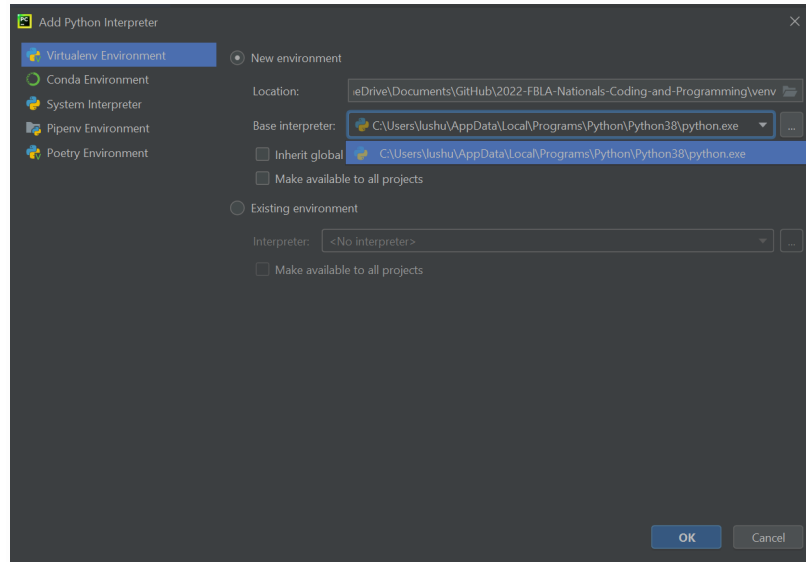 Add Python Interpreter
Virtualenv Environment
Conda Environment
System Interpreter
Pipenv Environment
Poetry Environment
New environment
Location: eDrive\Documents\GitHub\2022-FBLA-Nationals-Coding-and-Programming\venv
Base interpreter: C:\Users\lushu\AppData\Local\Programs\Python\Python38\python.exe ...
Inherit global C:\Users\lushu\AppData\Local\Programs\Python\Python38\python.exe
Make available to all projects
Existing environment
Interpreter: <No interpreter> ...
Make available to all projects
OK Cancel